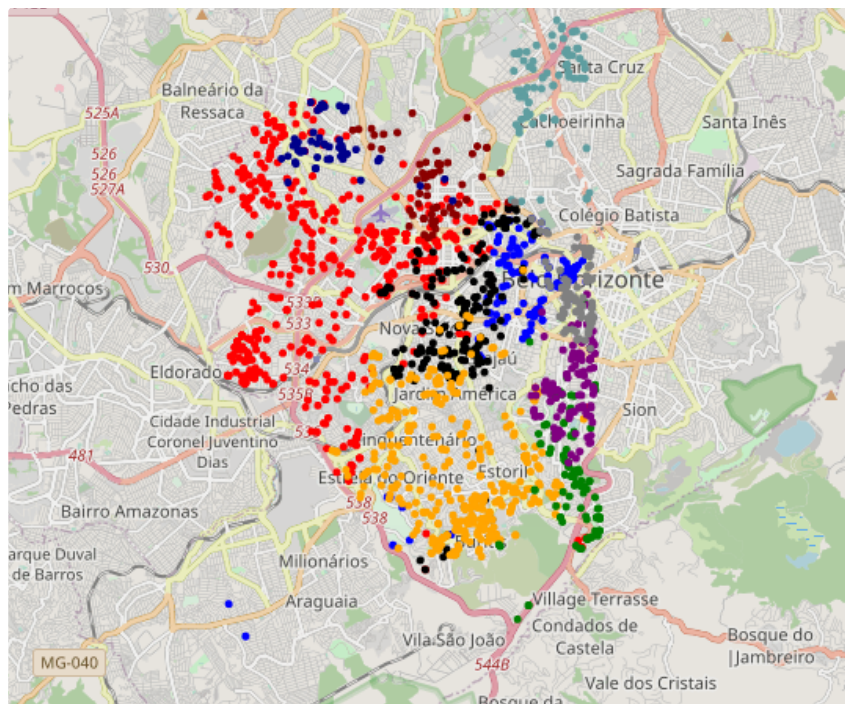 Santa Cruz
Balneário da
Ressaca
525A
Cachoeirinha
Santa Inês
526
526
527A
Sagrada Família
Colégio Batista
530
m Marrocos
533
Nova S
Eldorado
534
535B
Jardim América
cho das
Pedras
Sion
Cidade Industrial
Coronel Juventino
Dias
53
481
Estrela do Oriente
Estoril
538
538
Bairro Amazonas
arque Duval
de Barros
Milionários
Araguaia
Village Terrasse
Condados de
Castela
Vila São João
Bosque do
|Jambreiro
MG-040
544B
Vale dos Cristais
Bosque da